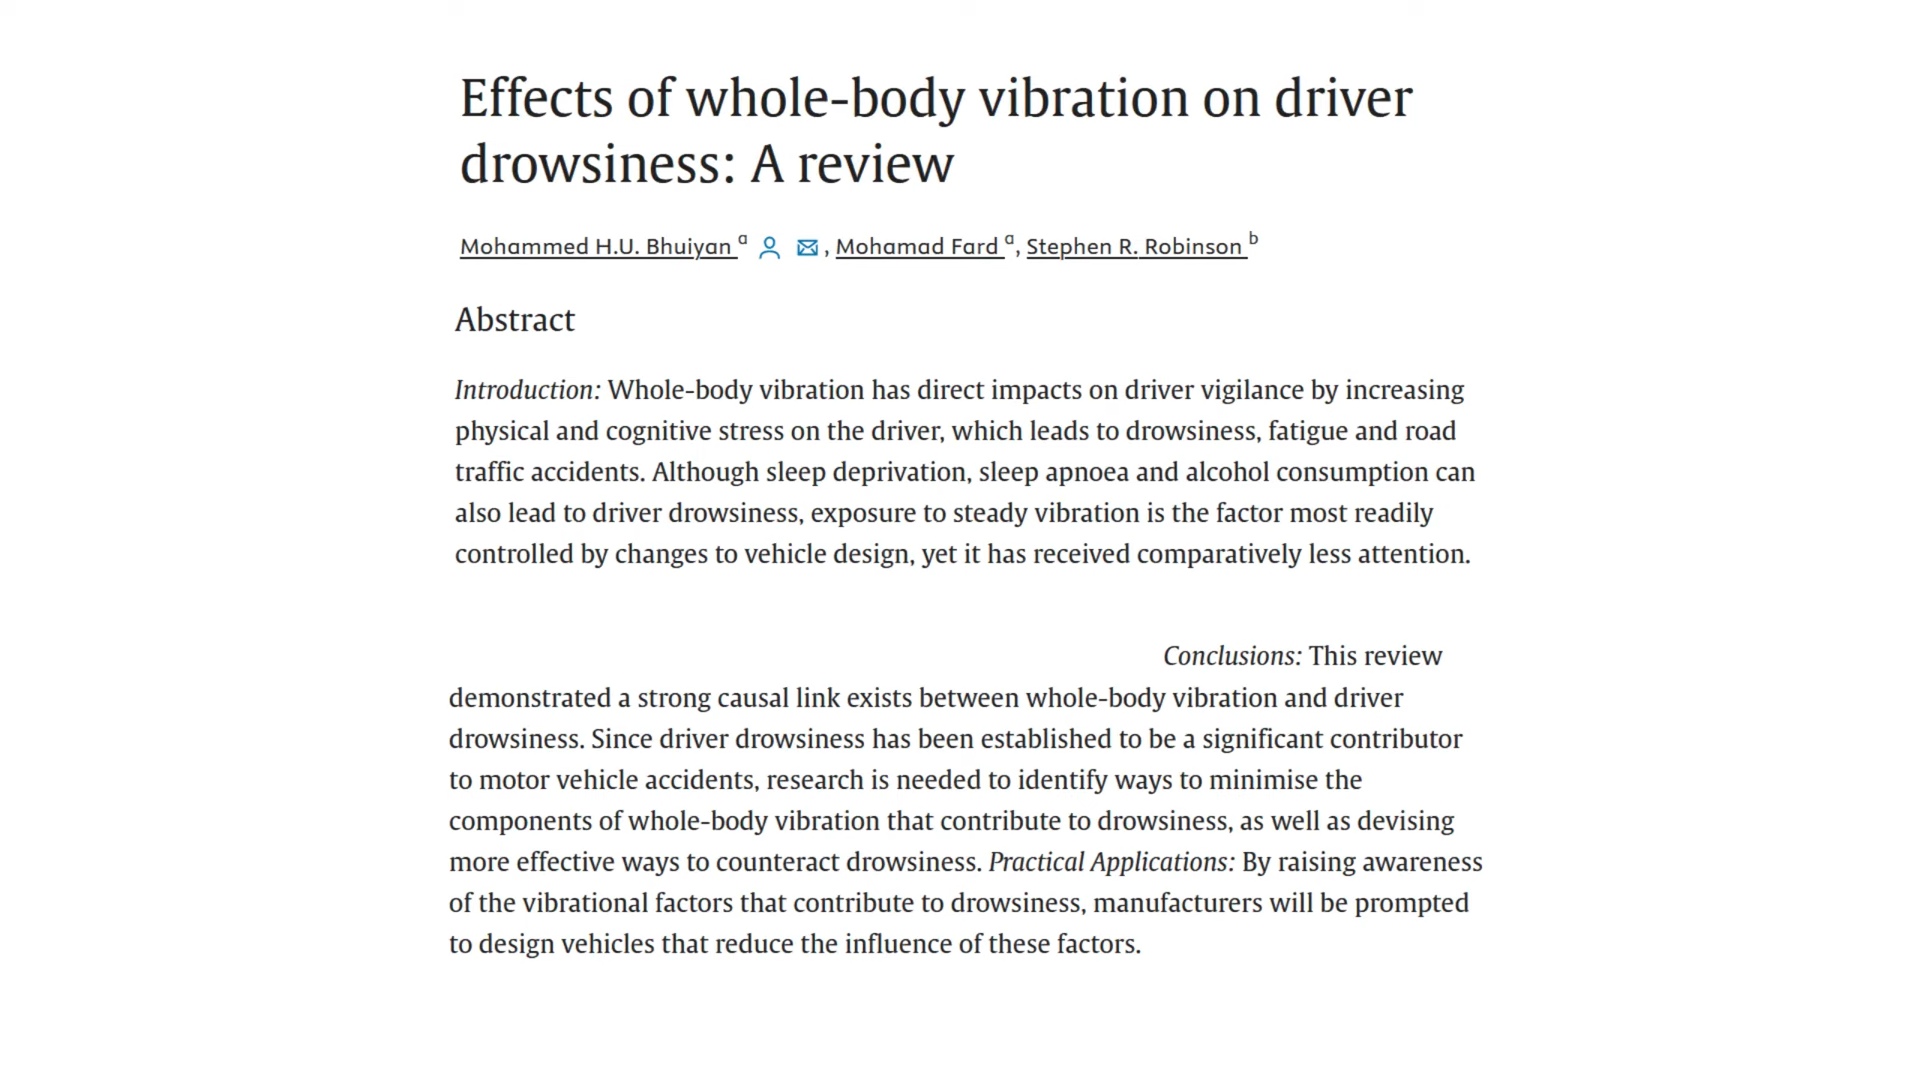 Effects of whole-body vibration on driver
drowsiness: A review
Mohammed H.U. Bhuiyan a , Mohamad Fard a, Stephen R. Robinson b
Abstract
Introduction: Whole-body vibration has direct impacts on driver vigilance by increasing
physical and cognitive stress on the driver, which leads to drowsiness, fatigue and road
traffic accidents. Although sleep deprivation, sleep apnoea and alcohol consumption can
also lead to driver drowsiness, exposure to steady vibration is the factor most readily
controlled by changes to vehicle design, yet it has received comparatively less attention.
Conclusions: This review
demonstrated a strong causal link exists between whole-body vibration and driver
drowsiness. Since driver drowsiness has been established to be a significant contributor
to motor vehicle accidents, research is needed to identify ways to minimise the
components of whole-body vibration that contribute to drowsiness, as well as devising
more effective ways to counteract drowsiness. Practical Applications: By raising awareness
of the vibrational factors that contribute to drowsiness, manufacturers will be prompted
to design vehicles that reduce the influence of these factors.